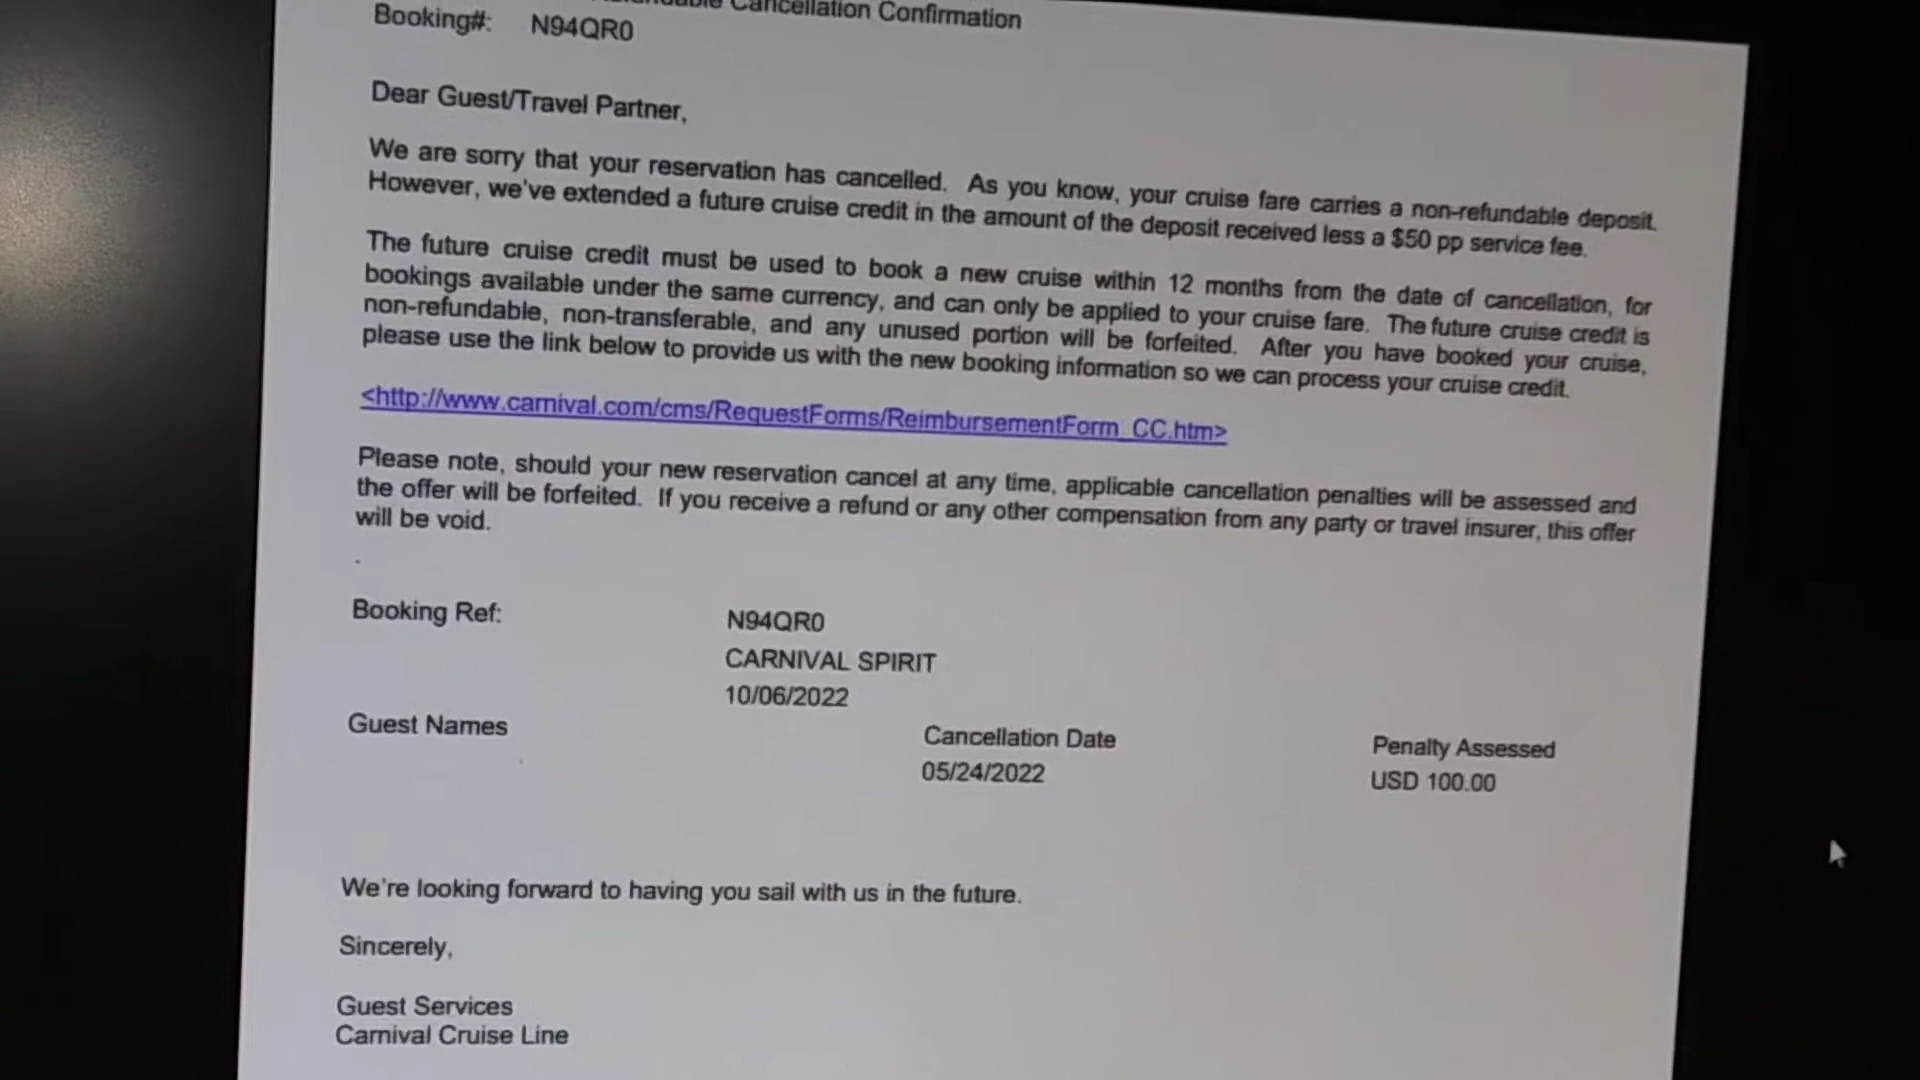 Cancellation Confirmation
Booking#: N94QR0
Dear Guest/Travel Partner,
We are sorry that your reservation has cancelled. As you know, your cruise fare carries a non-refundable deposit.
However, we've extended a future cruise credit in the amount of the deposit received less a $50 pp service fee.
The future cruise credit must be used to book a new cruise within 12 months from the date of cancellation, for
bookings available under the same currency, and can only be applied to your cruise fare. The future cruise credit is
non-refundable, non-transferable, and any unused portion will be forfeited. After you have booked your cruise,
please use the link below to provide us with the new booking information so we can process your cruise credit.
<http://www.carnival.com/cms/RequestForms/ReimbursementForm_CC.htm>
Please note, should your new reservation cancel at any time, applicable cancellation penalties will be assessed and
the offer will be forfeited. If you receive a refund or any other compensation from any party or travel insurer, this offer
will be void.
.
Booking Ref: N94QR0
CARNIVAL SPIRIT
10/06/2022
Guest Names Cancellation Date Penalty Assessed
05/24/2022 USD 100.00
We're looking forward to having you sail with us in the future.
Sincerely,
Guest Services
Carnival Cruise Line